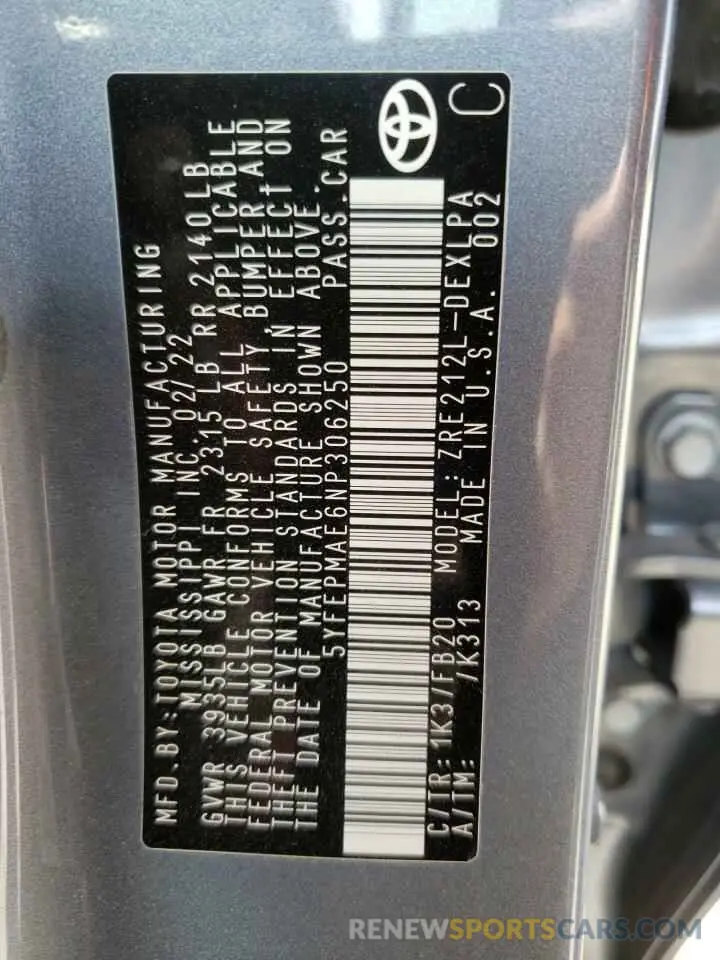 MFD.BY:TOYOTA MOTOR MANUFACTURING
MISSISSIPPI INC. 02/22
GVWR 3935LB GAWR FR 2315 LB RR 2140LB
THIS VEHICLE CONFORMS TO ALL APPLICABLE
FEDERAL MOTOR VEHICLE SAFETY,BUMPER,AND
THEFT PREVENTION STANDARDS IN EFFECT ON
THE DATE OF MANUFACTURE SHOWN ABOVE.
5YFEPMAE6NP306250 PASS.CAR
C/TR:1K3/FB20 MODEL:ZRE212L-DEXLPA
A/TM: /K313 MADE IN U.S.A. 002
C
RENEWSPORTSCARS.COM